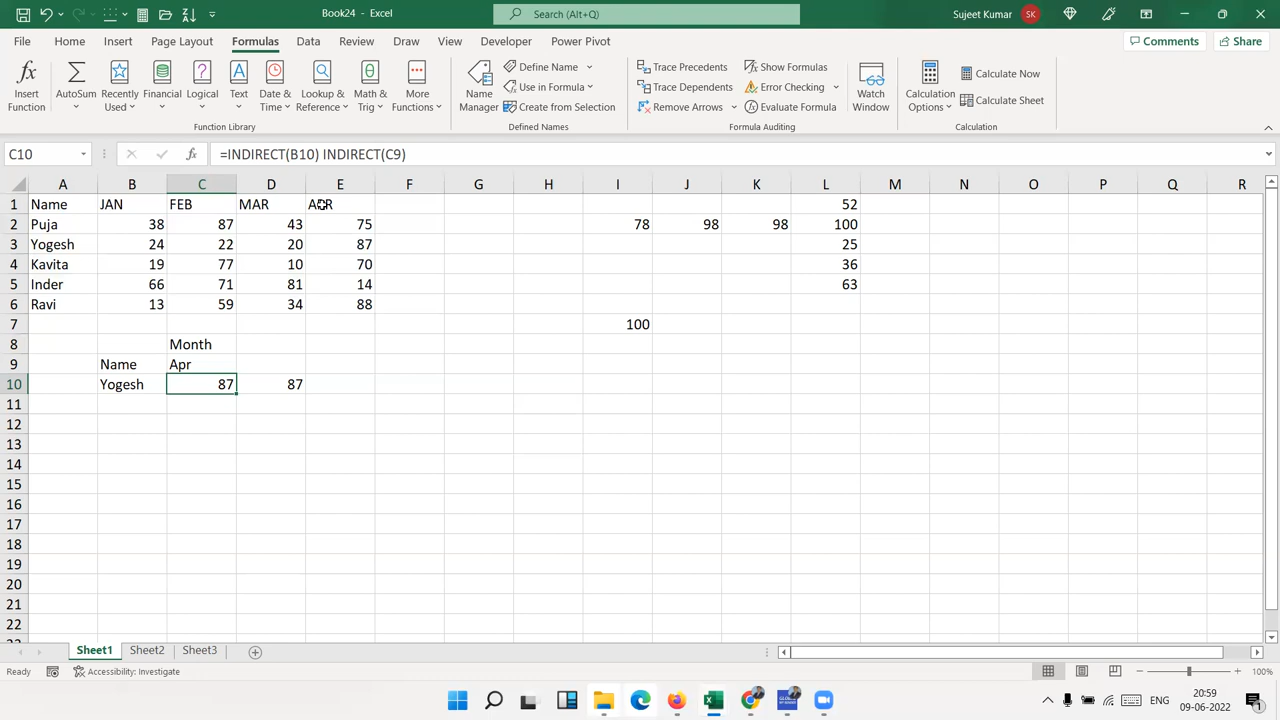 Book24 - Excel
Search (Alt+Q)
Sujeet Kumar
SK
File Home Insert Page Layout Formulas Data Review View Draw Developer Power Pivot
Comments Share
Insert Function
AutoSum
Recently Used
Financial
Logical
Text
Date & Time
Lookup & Reference
Math & Trig
More Functions
Function Library
Name Manager
Define Name
Use in Formula
Create from Selection
Defined Names
Trace Precedents
Trace Dependents
Remove Arrows
Show Formulas
Error Checking
Evaluate Formula
Formula Auditing
Watch Window
Calculation Options
Calculate Now
Calculate Sheet
Calculation
C10 fx =INDIRECT(B10) INDIRECT(C9)
A B C D E F G H I J K L M N O P Q R
1 Name JAN FEB MAR APR 52
2 Puja 38 87 43 75 78 98 98 100
3 Yogesh 24 22 20 87 25
4 Kavita 19 77 10 70 36
5 Inder 66 71 81 14 63
6 Ravi 13 59 34 88
7 100
8 Month
9 Name Apr
10 Yogesh 87 87
11
12
13
14
15
16
17
18
19
20
21
22
Sheet1 Sheet2 Sheet3
Ready Accessibility: Investigate 100%
ENG
20:59
09-06-2022